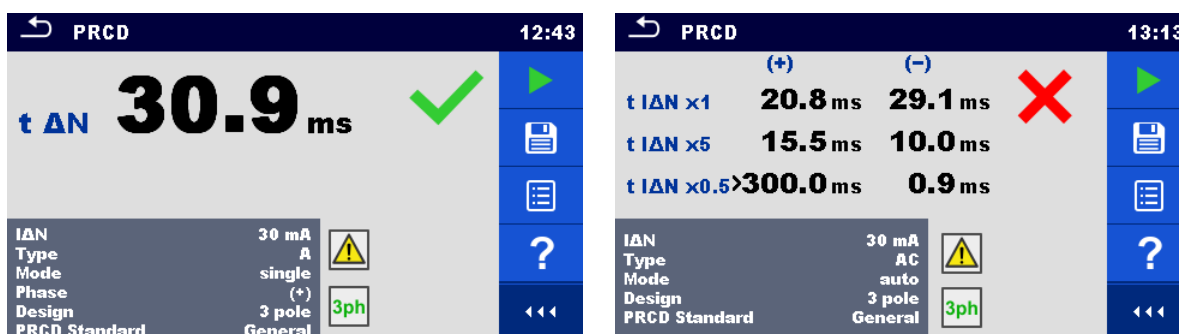 PRCD 12:43
t ΔN 30.9 ms
IΔN 30 mA
Type A
Mode single
Phase (+)
Design 3 pole
PRCD Standard General
3ph
?
PRCD 13:13
(+) (−)
t IΔN x1 20.8 ms 29.1 ms
t IΔN x5 15.5 ms 10.0 ms
t IΔN x0.5 >300.0 ms 0.9 ms
IΔN 30 mA
Type AC
Mode auto
Design 3 pole
PRCD Standard General
3ph
?